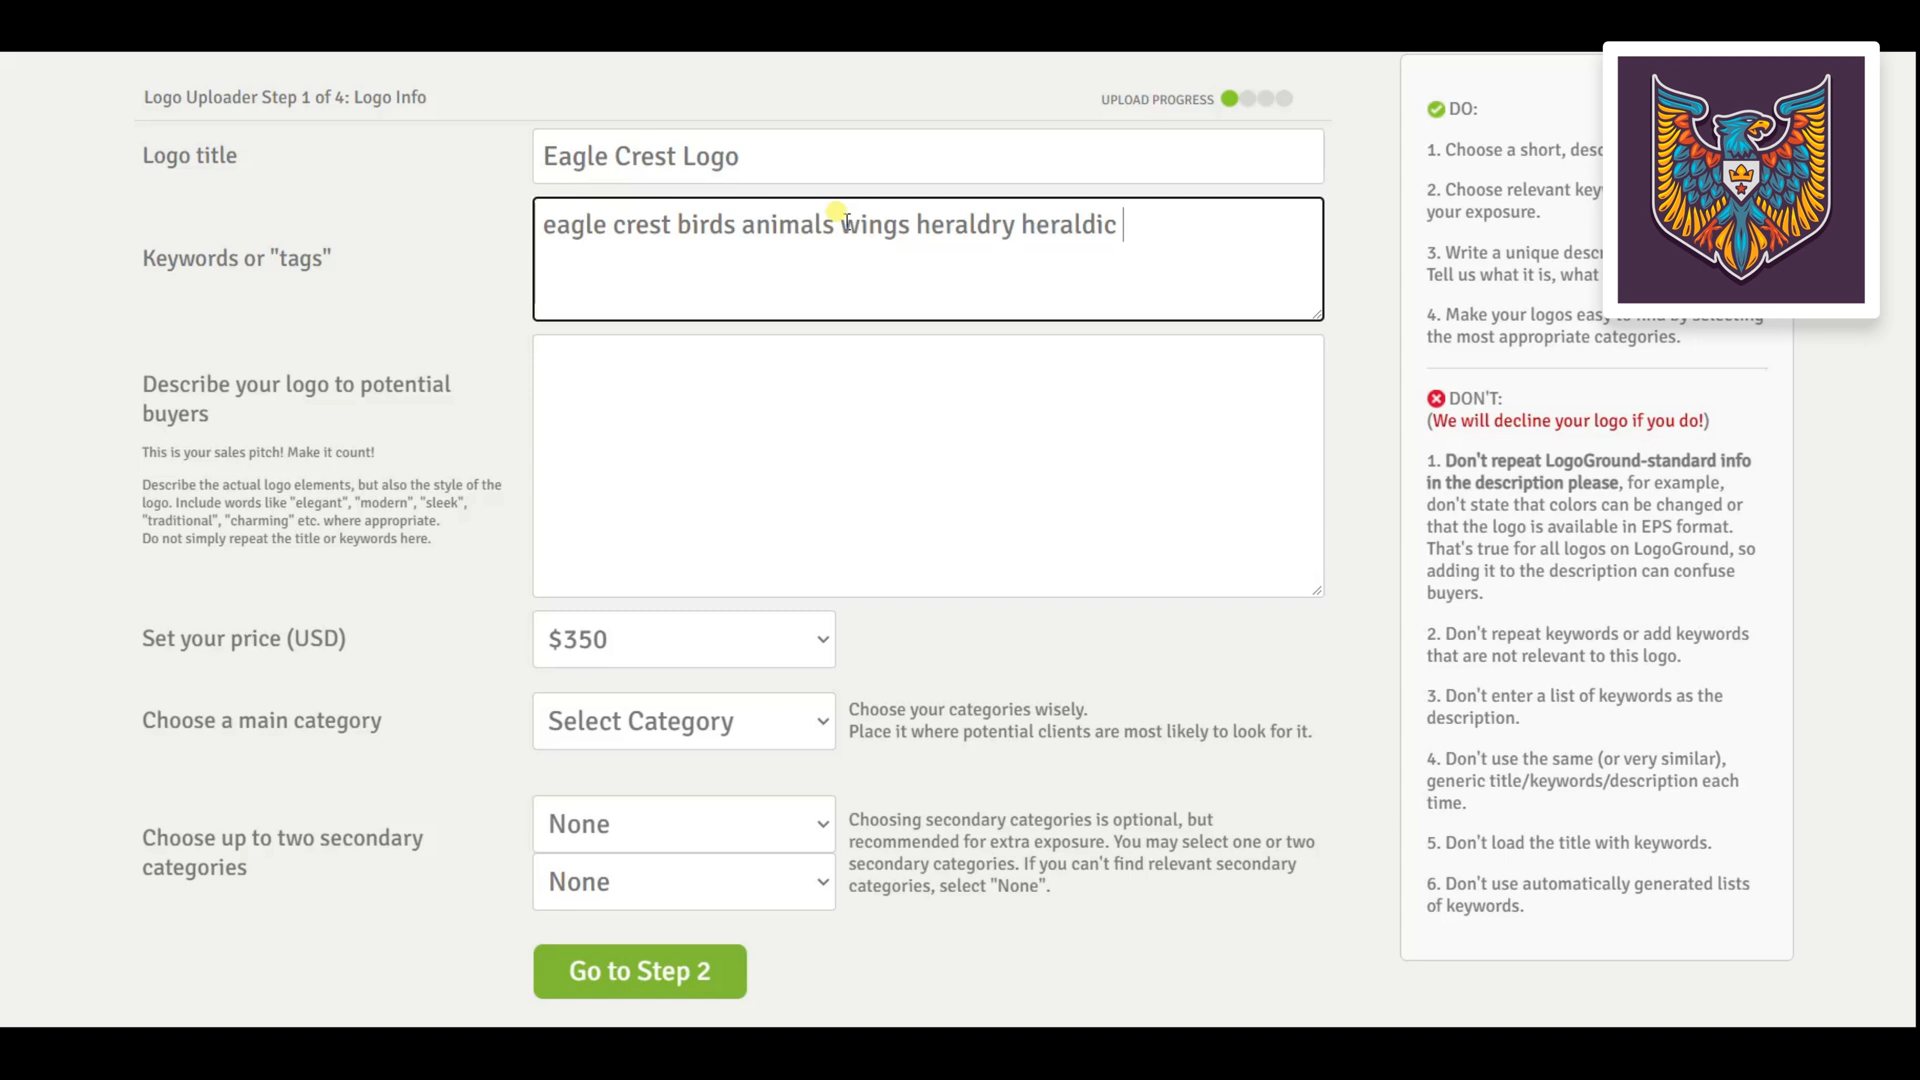 Logo Uploader Step 1 of 4: Logo Info
UPLOAD PROGRESS
Logo title
Eagle Crest Logo
Keywords or "tags"
eagle crest birds animals wings heraldry heraldic
Describe your logo to potential
buyers
This is your sales pitch! Make it count!
Describe the actual logo elements, but also the style of the
logo. Include words like "elegant", "modern", "sleek",
"traditional", "charming" etc. where appropriate.
Do not simply repeat the title or keywords here.
Set your price (USD)
$350
Choose a main category
Select Category
Choose your categories wisely.
Place it where potential clients are most likely to look for it.
Choose up to two secondary
categories
None
None
Choosing secondary categories is optional, but
recommended for extra exposure. You may select one or two
secondary categories. If you can't find relevant secondary
categories, select "None".
Go to Step 2
DO:
1. Choose a short,
2. Choose relevant
your exposure.
3. Write a unique
Tell us what it is, what
4. Make your logos easy to find by selecting
the most appropriate categories.
DON'T:
(We will decline your logo if you do!)
1. Don't repeat LogoGround-standard info
in the description please, for example,
don't state that colors can be changed or
that the logo is available in EPS format.
That's true for all logos on LogoGround, so
adding it to the description can confuse
buyers.
2. Don't repeat keywords or add keywords
that are not relevant to this logo.
3. Don't enter a list of keywords as the
description.
4. Don't use the same (or very similar),
generic title/keywords/description each
time.
5. Don't load the title with keywords.
6. Don't use automatically generated lists
of keywords.